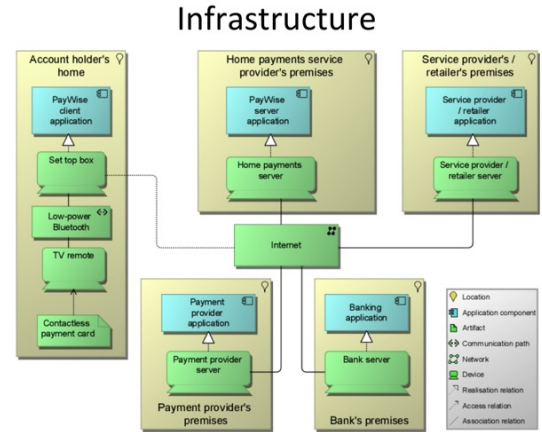 Infrastructure
Account holder's
home
PayWise
client
application
Set top box
Low-power
Bluetooth
TV remote
Contactless
payment card
Home payments service
provider's premises
PayWise
server
application
Home payments
server
Service provider's /
retailer's premises
Service provider
/ retailer
application
Service provider /
retailer server
Internet
Payment
provider
application
Payment provider
server
Payment provider's
premises
Banking
application
Bank server
Bank's premises
Location
Application component
Artifact
Communication path
Network
Device
Realisation relation
Access relation
Association relation